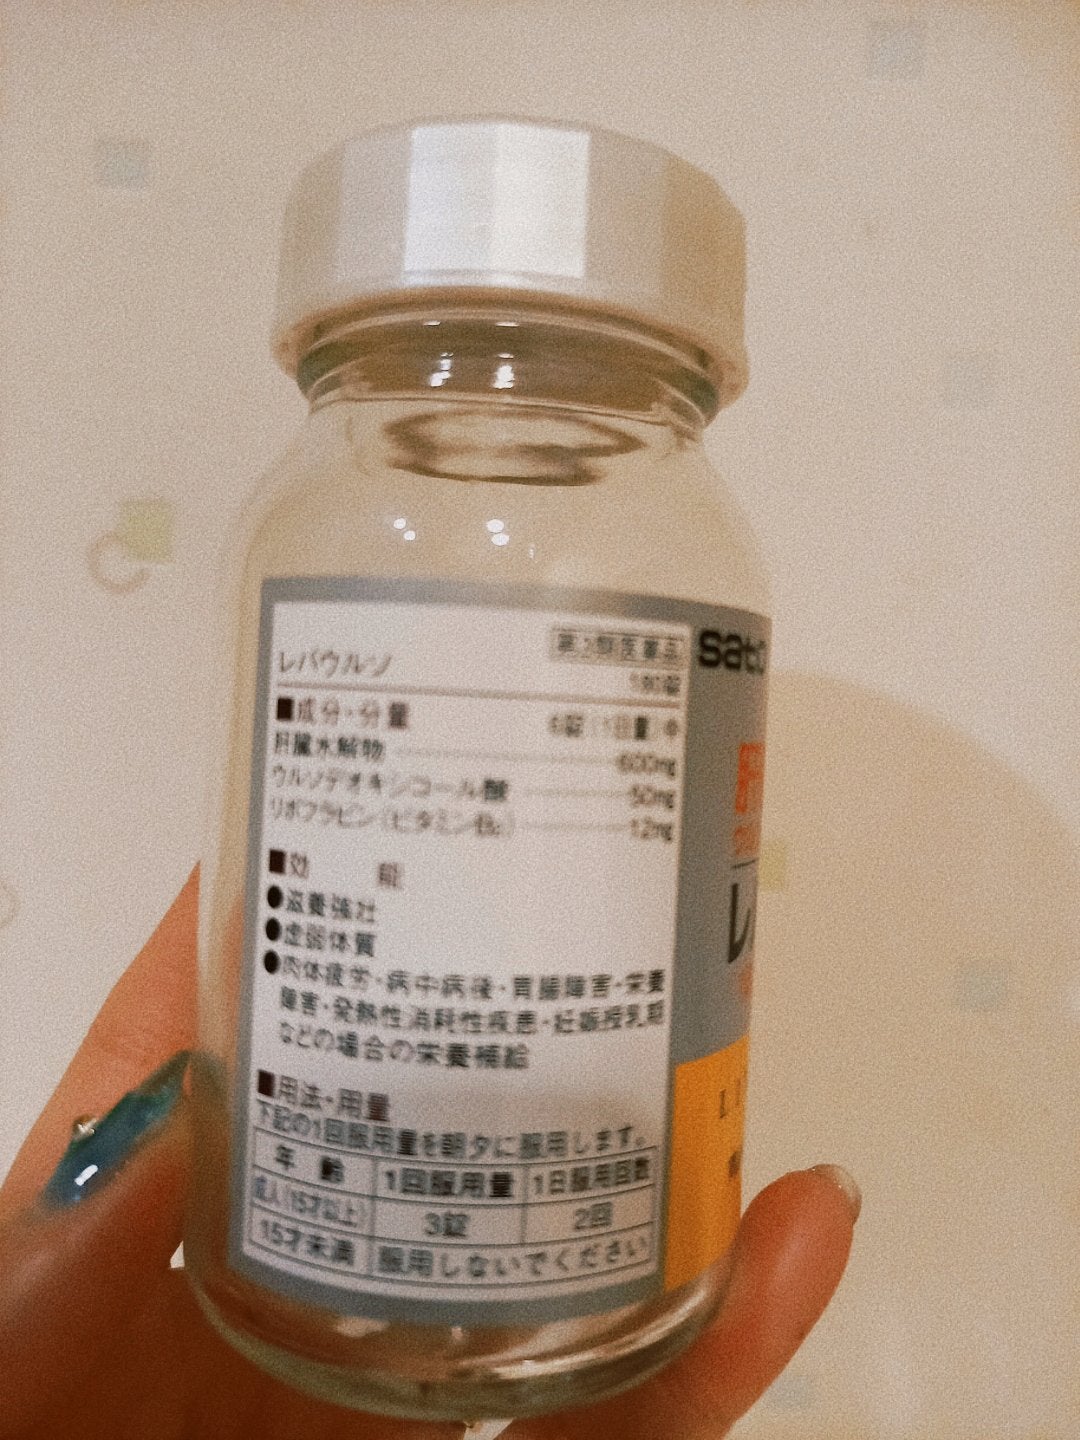 第2類医薬品
レバウルソ 180錠
■成分・分量 6錠(1日量)中
肝臓水解物 600mg
ウルソデオキシコール酸 50mg
リボフラビン(ビタミンB₂) 12mg
■効 能
●滋養強壮
●虚弱体質
●肉体疲労・病中病後・胃腸障害・栄養
障害・発熱性消耗性疾患・妊娠授乳期
などの場合の栄養補給
■用法・用量
下記の1回服用量を朝夕に服用します。
年 齢 1回服用量 1日服用回数
成人(15才以上) 3錠 2回
15才未満 服用しないでください
sato
肝
レ
L I